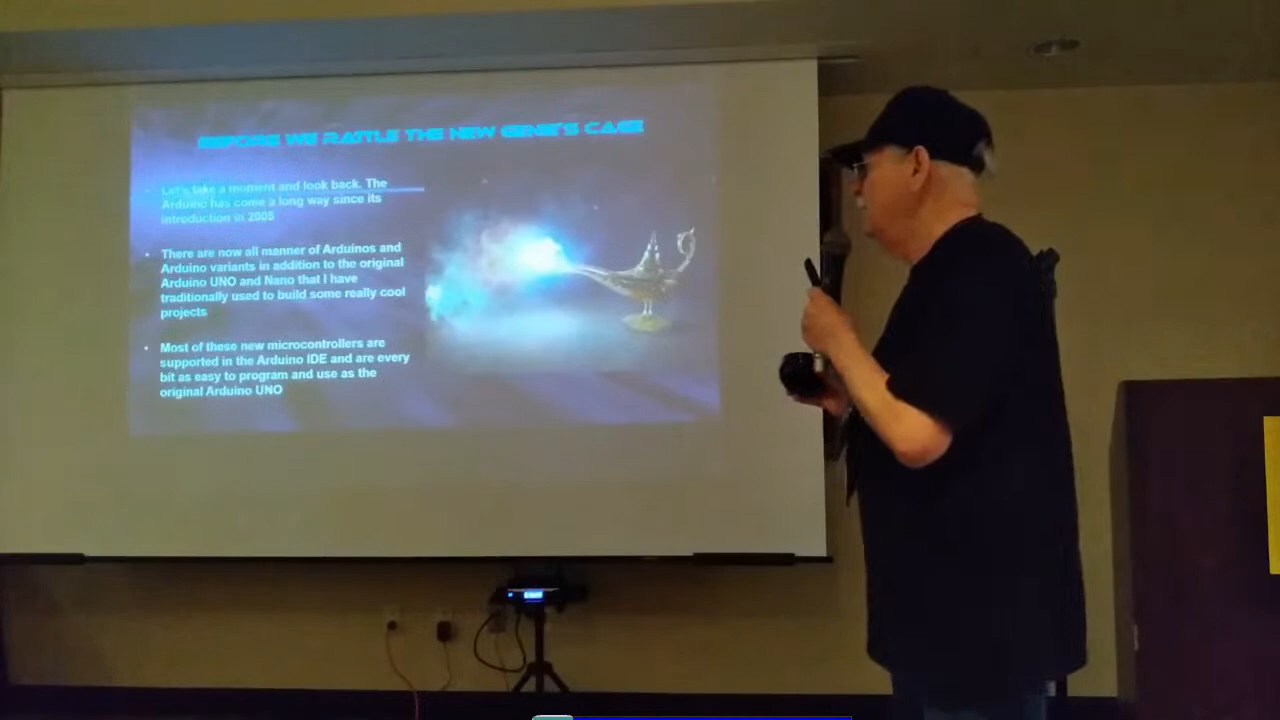 BEFORE WE RATTLE THE NEW GENIE'S CAGE
Let's take a moment and look back. The
Arduino has come a long way since its
introduction in 2005
There are now all manner of Arduinos and
Arduino variants in addition to the original
Arduino UNO and Nano that I have
traditionally used to build some really cool
projects
Most of these new microcontrollers are
supported in the Arduino IDE and are every
bit as easy to program and use as the
original Arduino UNO